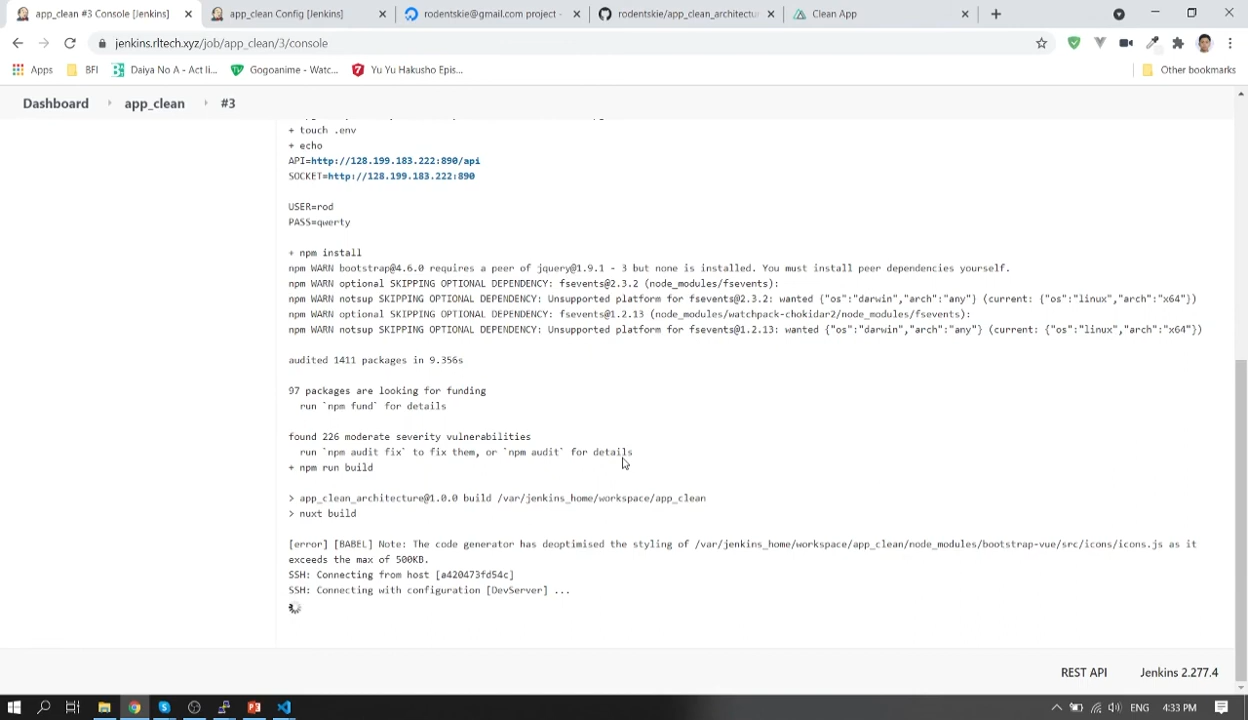 app_clean #3 Console [Jenkins]
app_clean Config [Jenkins]
rodentskie@gmail.com project -
rodentskie/app_clean_architectu
Clean App
jenkins.rltech.xyz/job/app_clean/3/console
Apps
BFI
Daiya No A - Act li...
Gogoanime - Watc...
Yu Yu Hakusho Epis...
Other bookmarks
Dashboard
app_clean
#3
+ touch .env
+ echo
API=http://128.199.183.222:890/api
SOCKET=http://128.199.183.222:890
USER=rod
PASS=qwerty
+ npm install
npm WARN bootstrap@4.6.0 requires a peer of jquery@1.9.1 - 3 but none is installed. You must install peer dependencies yourself.
npm WARN optional SKIPPING OPTIONAL DEPENDENCY: fsevents@2.3.2 (node_modules/fsevents):
npm WARN notsup SKIPPING OPTIONAL DEPENDENCY: Unsupported platform for fsevents@2.3.2: wanted {"os":"darwin","arch":"any"} (current: {"os":"linux","arch":"x64"})
npm WARN optional SKIPPING OPTIONAL DEPENDENCY: fsevents@1.2.13 (node_modules/watchpack-chokidar2/node_modules/fsevents):
npm WARN notsup SKIPPING OPTIONAL DEPENDENCY: Unsupported platform for fsevents@1.2.13: wanted {"os":"darwin","arch":"any"} (current: {"os":"linux","arch":"x64"})
audited 1411 packages in 9.356s
97 packages are looking for funding
run `npm fund` for details
found 226 moderate severity vulnerabilities
run `npm audit fix` to fix them, or `npm audit` for details
+ npm run build
> app_clean_architecture@1.0.0 build /var/jenkins_home/workspace/app_clean
> nuxt build
[error] [BABEL] Note: The code generator has deoptimised the styling of /var/jenkins_home/workspace/app_clean/node_modules/bootstrap-vue/src/icons/icons.js as it
exceeds the max of 500KB.
SSH: Connecting from host [a420473fd54c]
SSH: Connecting with configuration [DevServer] ...
REST API
Jenkins 2.277.4
ENG
4:33 PM